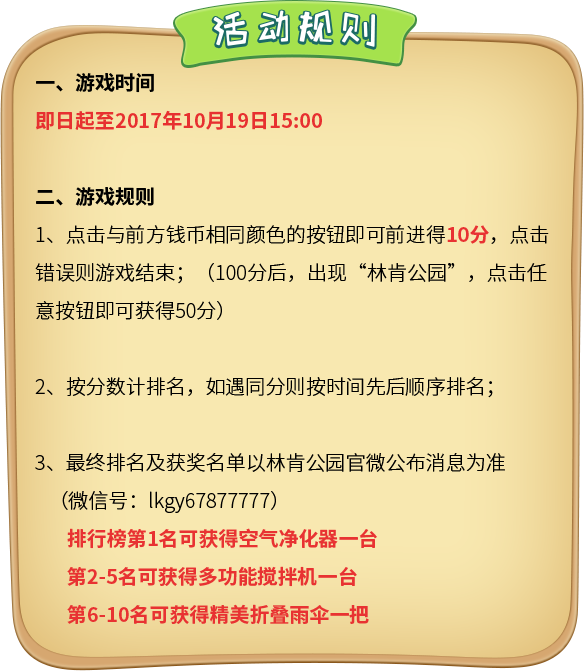 活动规则
一、游戏时间
即日起至2017年10月19日15:00
二、游戏规则
1、点击与前方钱币相同颜色的按钮即可前进得10分，点击
错误则游戏结束；（100分后，出现“林肯公园”，点击任
意按钮即可获得50分）
2、按分数计排名，如遇同分则按时间先后顺序排名；
3、最终排名及获奖名单以林肯公园官微公布消息为准
（微信号：lkgy67877777）
排行榜第1名可获得空气净化器一台
第2-5名可获得多功能搅拌机一台
第6-10名可获得精美折叠雨伞一把